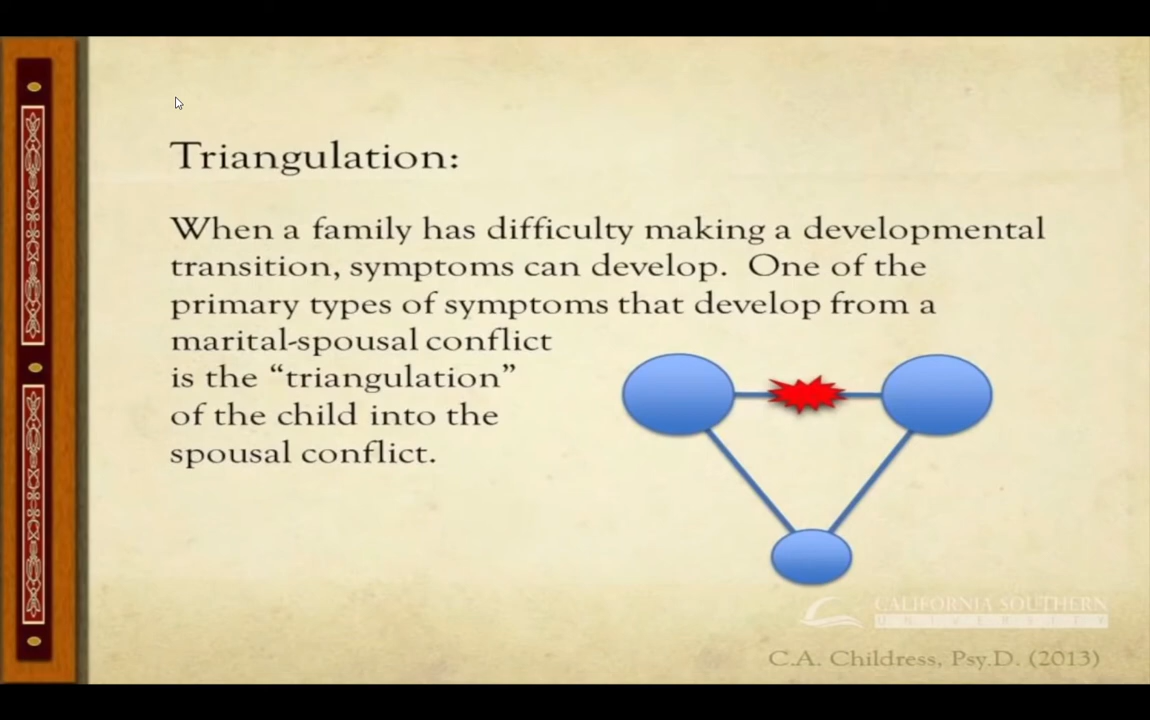 Triangulation:
When a family has difficulty making a developmental
transition, symptoms can develop.  One of the
primary types of symptoms that develop from a
marital-spousal conflict
is the “triangulation”
of the child into the
spousal conflict.
CALIFORNIA SOUTHERN
UNIVERSITY
C.A. Childress, Psy.D. (2013)